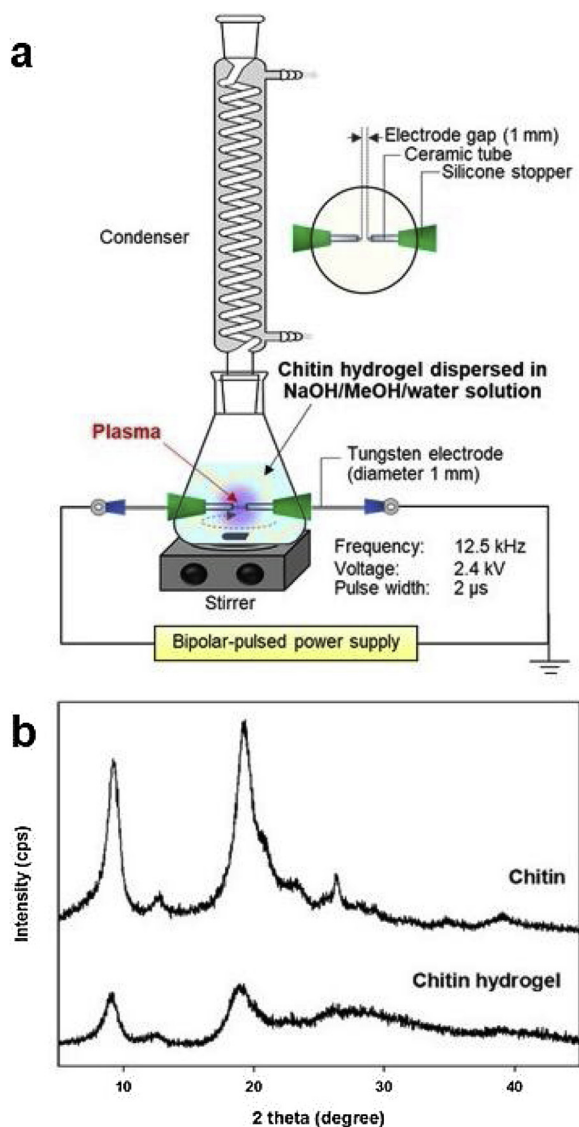 a
Electrode gap (1 mm)
Ceramic tube
Silicone stopper
Condenser
Chitin hydrogel dispersed in
NaOH/MeOH/water solution
Plasma
Tungsten electrode
(diameter 1 mm)
Frequency: 12.5 kHz
Voltage: 2.4 kV
Pulse width: 2 µs
Stirrer
Bipolar-pulsed power supply
b
Intensity (cps)
Chitin
Chitin hydrogel
10 20 30 40
2 theta (degree)